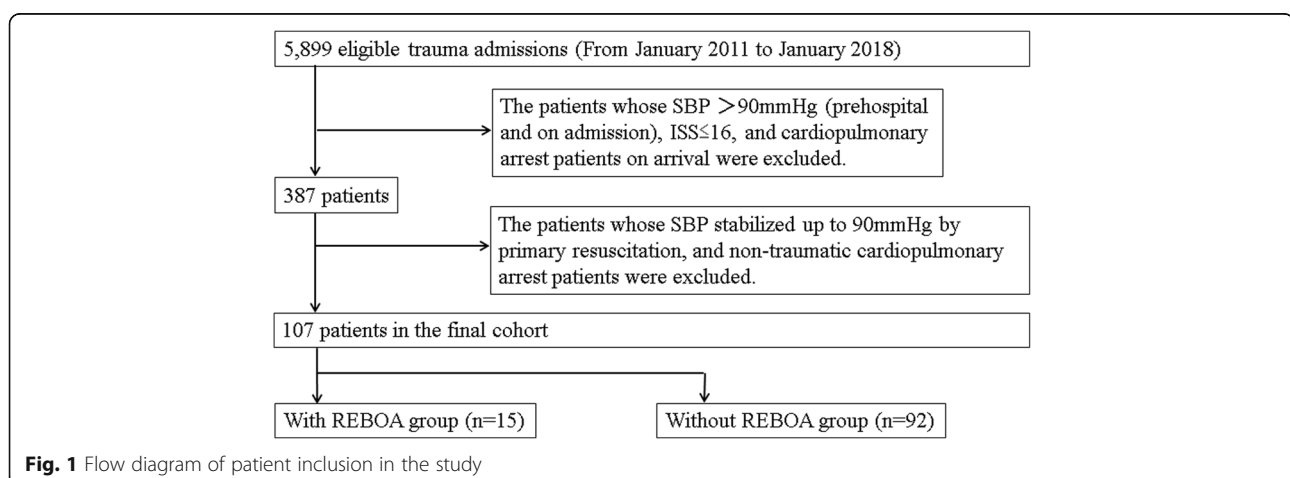 5,899 eligible trauma admissions (From January 2011 to January 2018)
The patients whose SBP >90mmHg (prehospital
and on admission), ISS≤16, and cardiopulmonary
arrest patients on arrival were excluded.
387 patients
The patients whose SBP stabilized up to 90mmHg by
primary resuscitation, and non-traumatic cardiopulmonary
arrest patients were excluded.
107 patients in the final cohort
With REBOA group (n=15)
Without REBOA group (n=92)
Fig. 1 Flow diagram of patient inclusion in the study